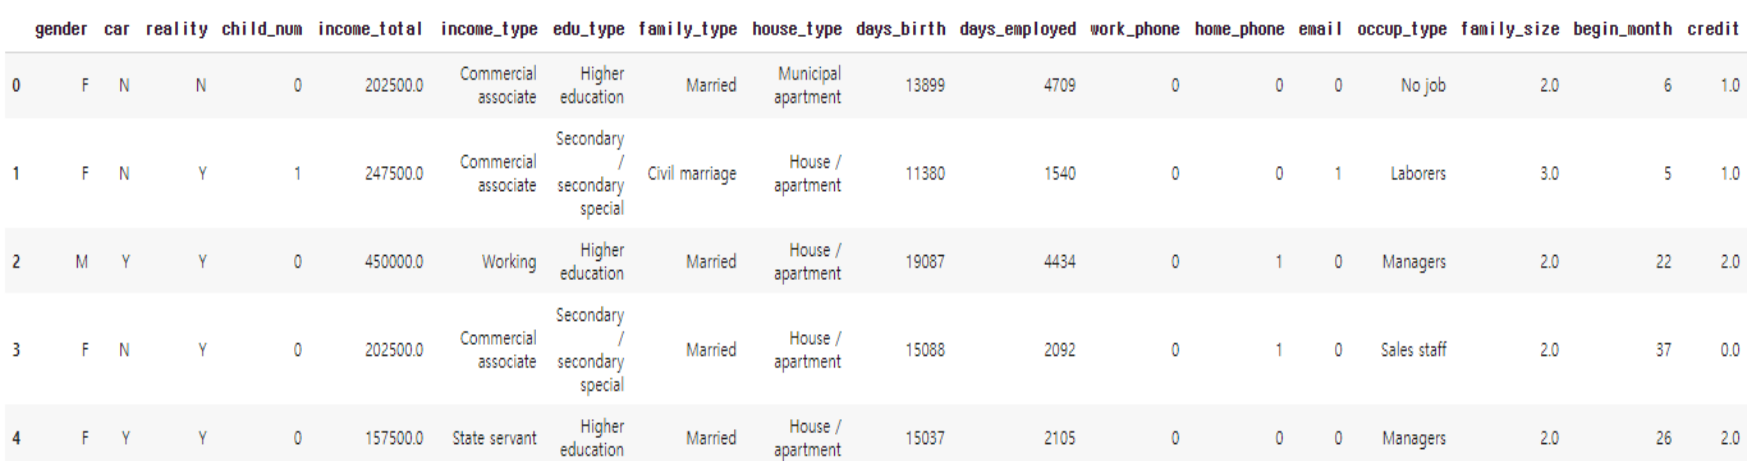 gender car reality child_num income_total income_type edu_type family_type house_type days_birth days_employed work_phone home_phone email occup_type family_size begin_month credit
0 F N N 0 202500.0 Commercial associate Higher education Married Municipal apartment 13899 4709 0 0 0 No job 2.0 6 1.0
1 F N Y 1 247500.0 Commercial associate Secondary / secondary special Civil marriage House / apartment 11380 1540 0 0 1 Laborers 3.0 5 1.0
2 M Y Y 0 450000.0 Working Higher education Married House / apartment 19087 4434 0 1 0 Managers 2.0 22 2.0
3 F N Y 0 202500.0 Commercial associate Secondary / secondary special Married House / apartment 15088 2092 0 1 0 Sales staff 2.0 37 0.0
4 F Y Y 0 157500.0 State servant Higher education Married House / apartment 15037 2105 0 0 0 Managers 2.0 26 2.0